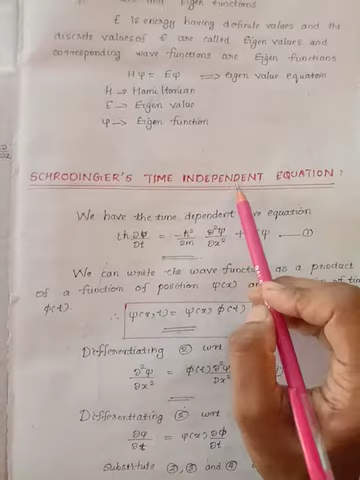 and Eigen functions
E is energy having definite values and the
discrete values of E are called Eigen values and
corresponding wave functions are Eigen functions
Hψ = Eψ ⟹ eigen value equation
H → Hamiltonian
E → Eigen value
ψ → Eigen function
SCHRODINGER'S TIME INDEPENDENT EQUATION:
We have the time dependent equation
iħ ∂ψ/∂t = -ħ²/2m ∂²ψ/∂x² + ψ — ①
We can write the wave function as a product
of a function of position ψ(x) of
ϕ(t).
∴ ψ(x,t) = ψ(x) ϕ(t)
Differentiating ② wrt
∂²ψ/∂x² = ϕ(t) ∂²ψ/∂x²
Differentiating wrt
∂ψ/∂t = ψ(x) ∂ϕ/∂t
Substitute ②, ③ and ④